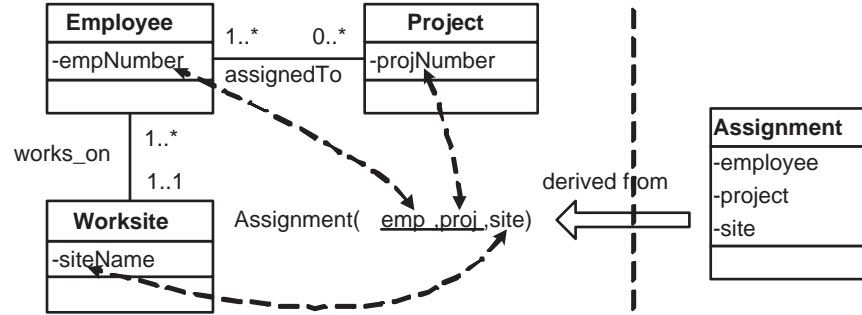 Employee
-empNumber
1..*
0..*
assignedTo
Project
-projNumber
works_on
1..*
1..1
Worksite
-siteName
Assignment( emp ,proj ,site)
derived from
Assignment
-employee
-project
-site